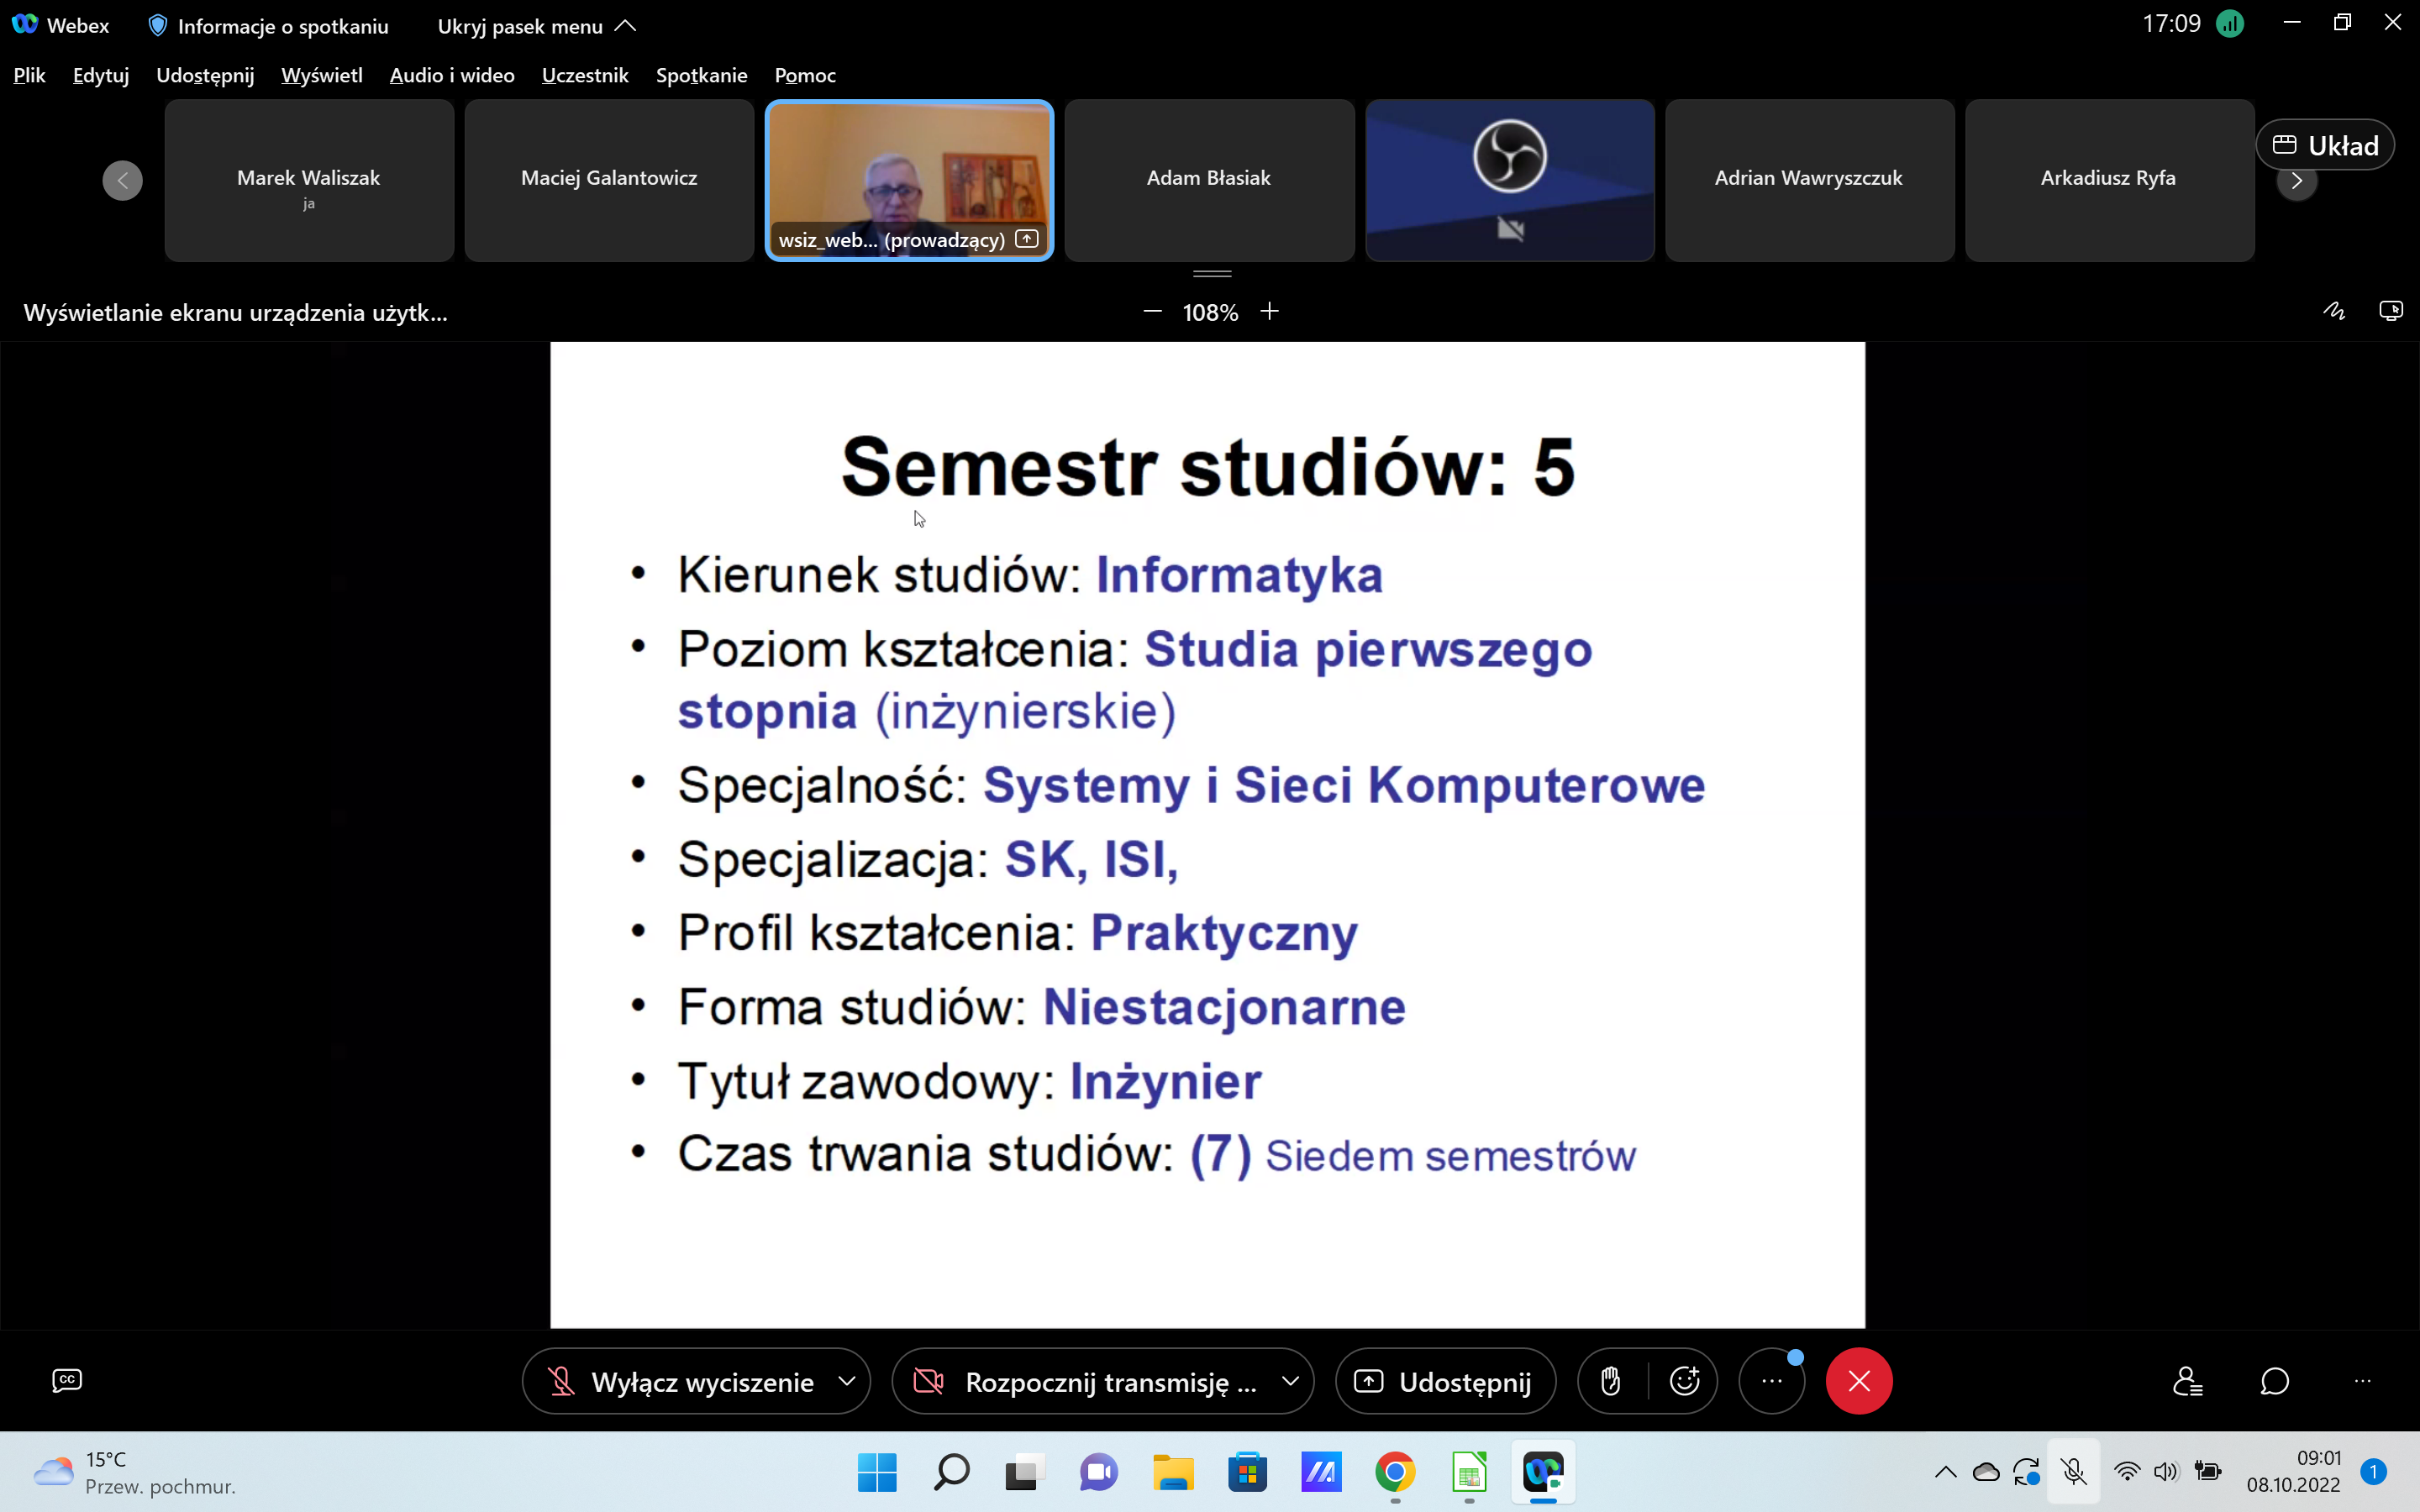 Webex
Informacje o spotkaniu
Ukryj pasek menu
17:09
Plik Edytuj Udostępnij Wyświetl Audio i wideo Uczestnik Spotkanie Pomoc
Marek Waliszak
ja
Maciej Galantowicz
wsiz_web... (prowadzący)
Adam Błasiak
Adrian Wawryszczuk
Arkadiusz Ryfa
Układ
Wyświetlanie ekranu urządzenia użytk...
108%
Semestr studiów: 5
• Kierunek studiów: Informatyka
• Poziom kształcenia: Studia pierwszego
stopnia (inżynierskie)
• Specjalność: Systemy i Sieci Komputerowe
• Specjalizacja: SK, ISI,
• Profil kształcenia: Praktyczny
• Forma studiów: Niestacjonarne
• Tytuł zawodowy: Inżynier
• Czas trwania studiów: (7) Siedem semestrów
CC
Wyłącz wyciszenie
Rozpocznij transmisję ...
Udostępnij
15°C
Przew. pochmur.
09:01
08.10.2022
1